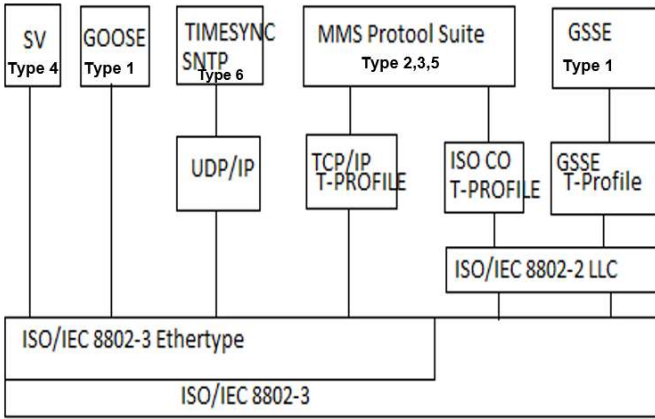 SV
Type 4
GOOSE
Type 1
TIMESYNC
SNTP
Type 6
MMS Protool Suite
Type 2,3,5
GSSE
Type 1
UDP/IP
TCP/IP
T-PROFILE
ISO CO
T-PROFILE
GSSE
T-Profile
ISO/IEC 8802-2 LLC
ISO/IEC 8802-3 Ethertype
ISO/IEC 8802-3